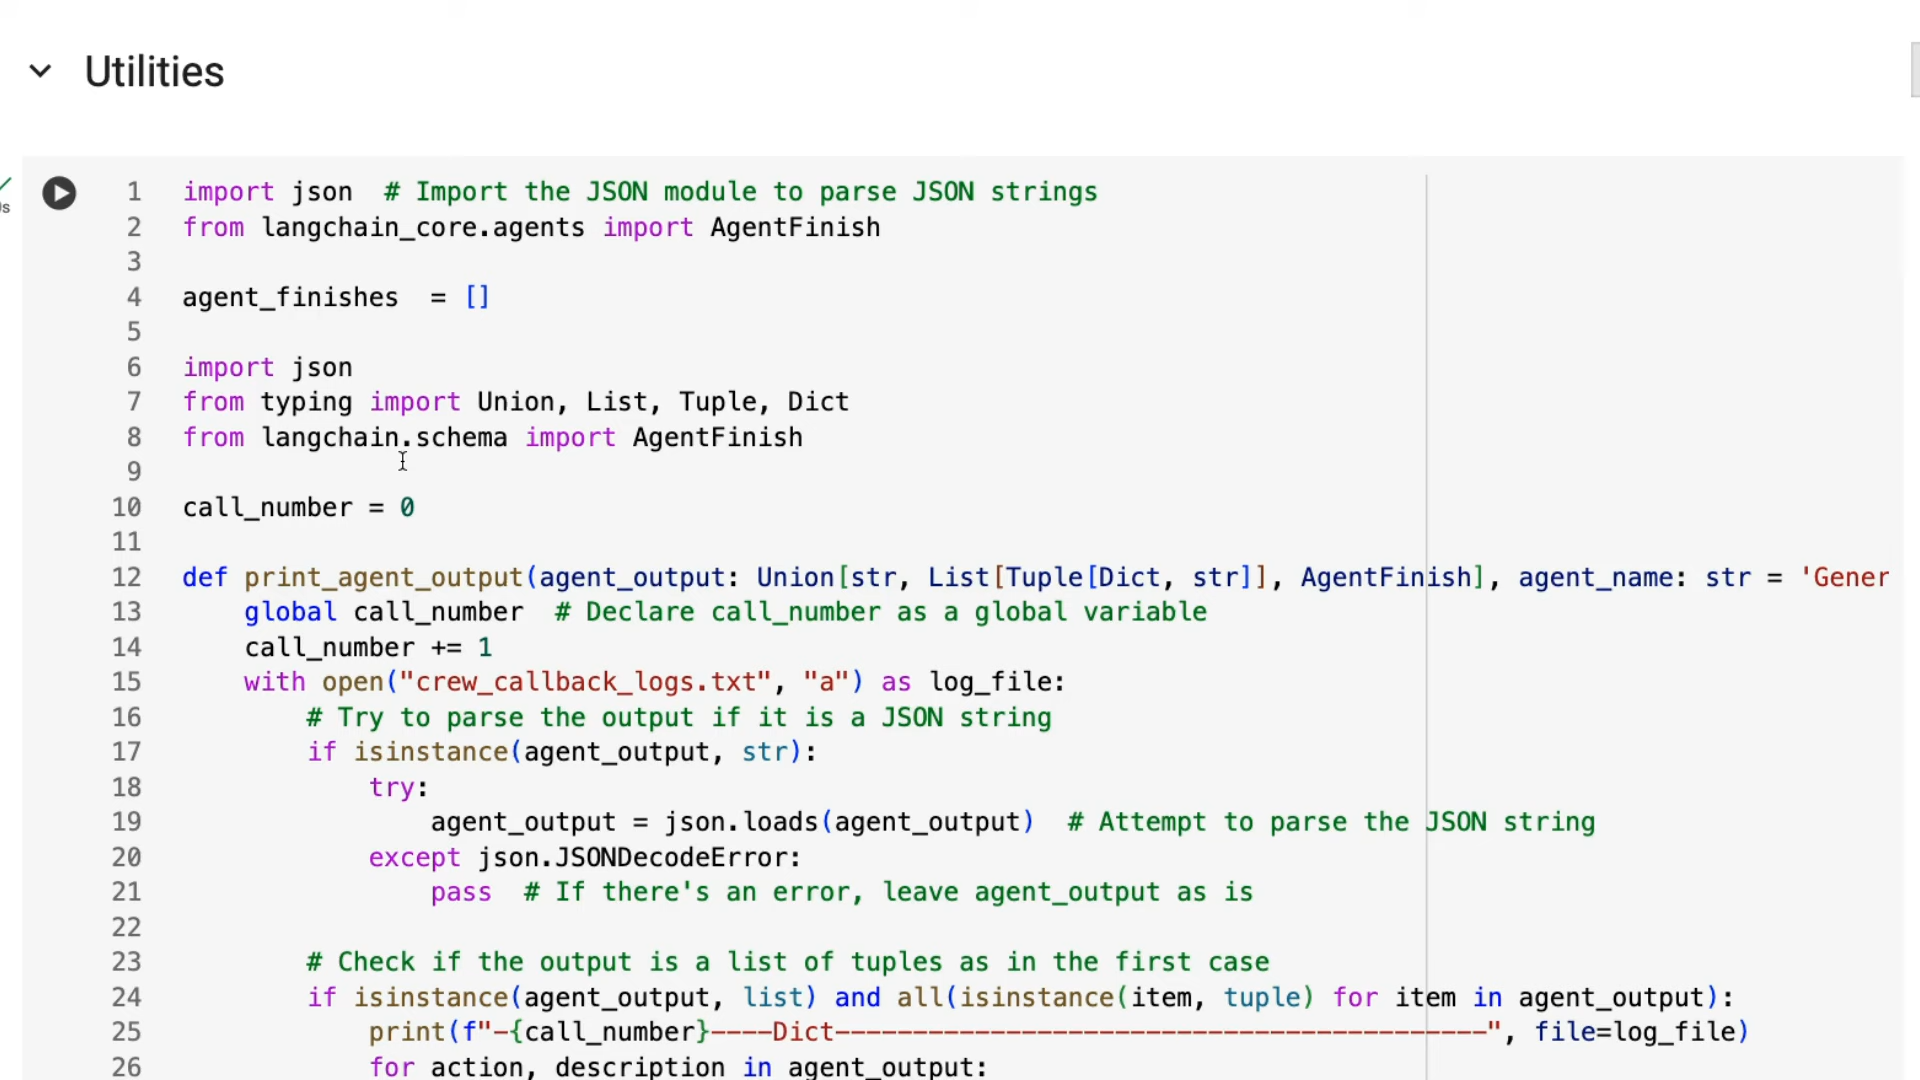 Utilities
1 import json  # Import the JSON module to parse JSON strings
2 from langchain_core.agents import AgentFinish
3
4 agent_finishes  = []
5
6 import json
7 from typing import Union, List, Tuple, Dict
8 from langchain.schema import AgentFinish
9
10 call_number = 0
11
12 def print_agent_output(agent_output: Union[str, List[Tuple[Dict, str]], AgentFinish], agent_name: str = 'Gener
13     global call_number  # Declare call_number as a global variable
14     call_number += 1
15     with open("crew_callback_logs.txt", "a") as log_file:
16         # Try to parse the output if it is a JSON string
17         if isinstance(agent_output, str):
18             try:
19                 agent_output = json.loads(agent_output)  # Attempt to parse the JSON string
20             except json.JSONDecodeError:
21                 pass  # If there's an error, leave agent_output as is
22
23         # Check if the output is a list of tuples as in the first case
24         if isinstance(agent_output, list) and all(isinstance(item, tuple) for item in agent_output):
25             print(f"-{call_number}----Dict------------------------------------------", file=log_file)
26             for action, description in agent_output: